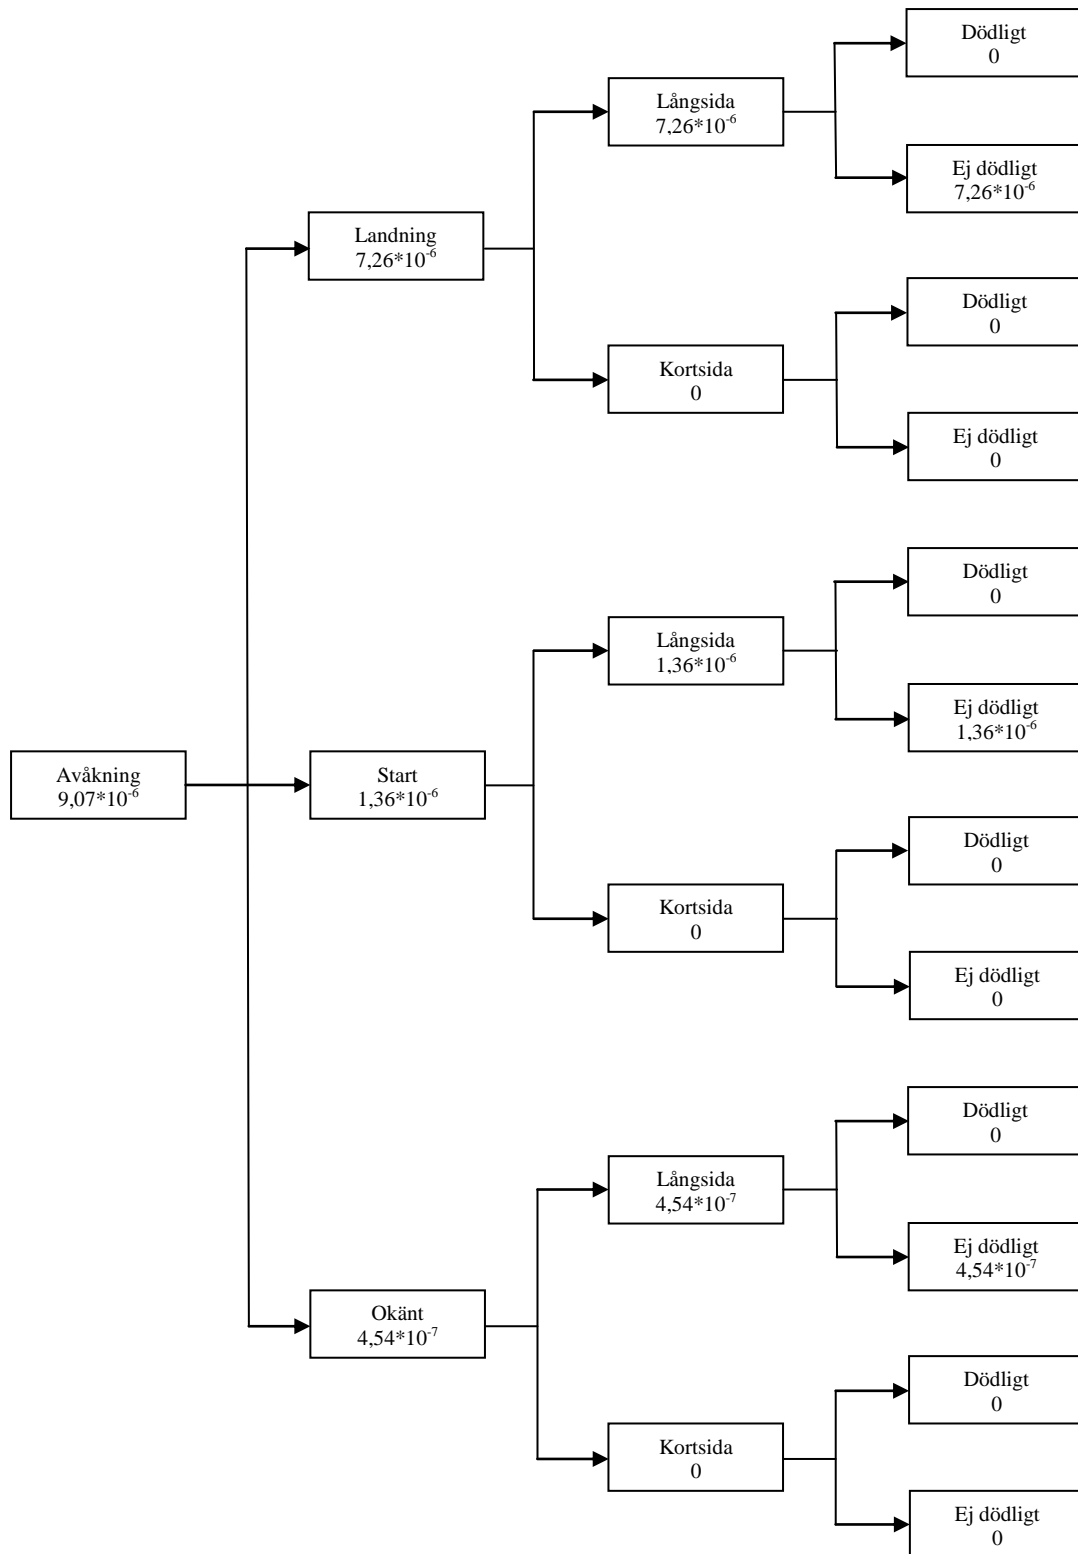 Dödligt
0
Långsida
7,26*10⁻⁶
Ej dödligt
7,26*10⁻⁶
Landning
7,26*10⁻⁶
Dödligt
0
Kortsida
0
Ej dödligt
0
Dödligt
0
Långsida
1,36*10⁻⁶
Ej dödligt
1,36*10⁻⁶
Avåkning
9,07*10⁻⁶
Start
1,36*10⁻⁶
Dödligt
0
Kortsida
0
Ej dödligt
0
Dödligt
0
Långsida
4,54*10⁻⁷
Ej dödligt
4,54*10⁻⁷
Okänt
4,54*10⁻⁷
Dödligt
0
Kortsida
0
Ej dödligt
0